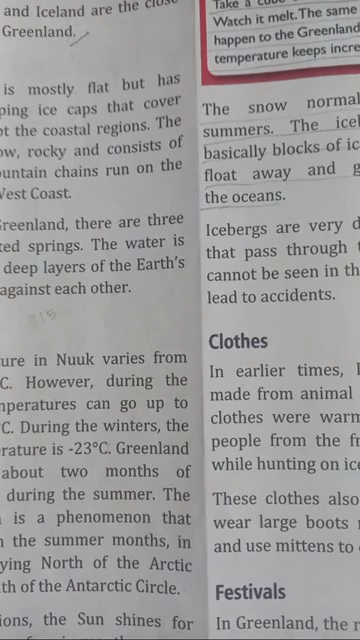 and Iceland are the close
Greenland.
is mostly flat but has
ping ice caps that cover
the coastal regions. The
rocky and consists of
mountain chains run on the
West Coast.
Greenland, there are three
ted springs. The water is
deep layers of the Earth's
against each other.
ure in Nuuk varies from
C. However, during the
mperatures can go up to
°C. During the winters, the
erature is -23°C. Greenland
about two months of
during the summer. The
is a phenomenon that
the summer months, in
ying North of the Arctic
th of the Antarctic Circle.
ions, the Sun shines for
Take a cube
Watch it melt. The same
happen to the Greenland
temperature keeps incre
The snow normal
summers. The icel
basically blocks of ic
float away and g
the oceans.
Icebergs are very d
that pass through t
cannot be seen in th
lead to accidents.
Clothes
In earlier times, I
made from animal
clothes were warm
people from the fr
while hunting on ice
These clothes also
wear large boots
and use mittens to
Festivals
In Greenland, the